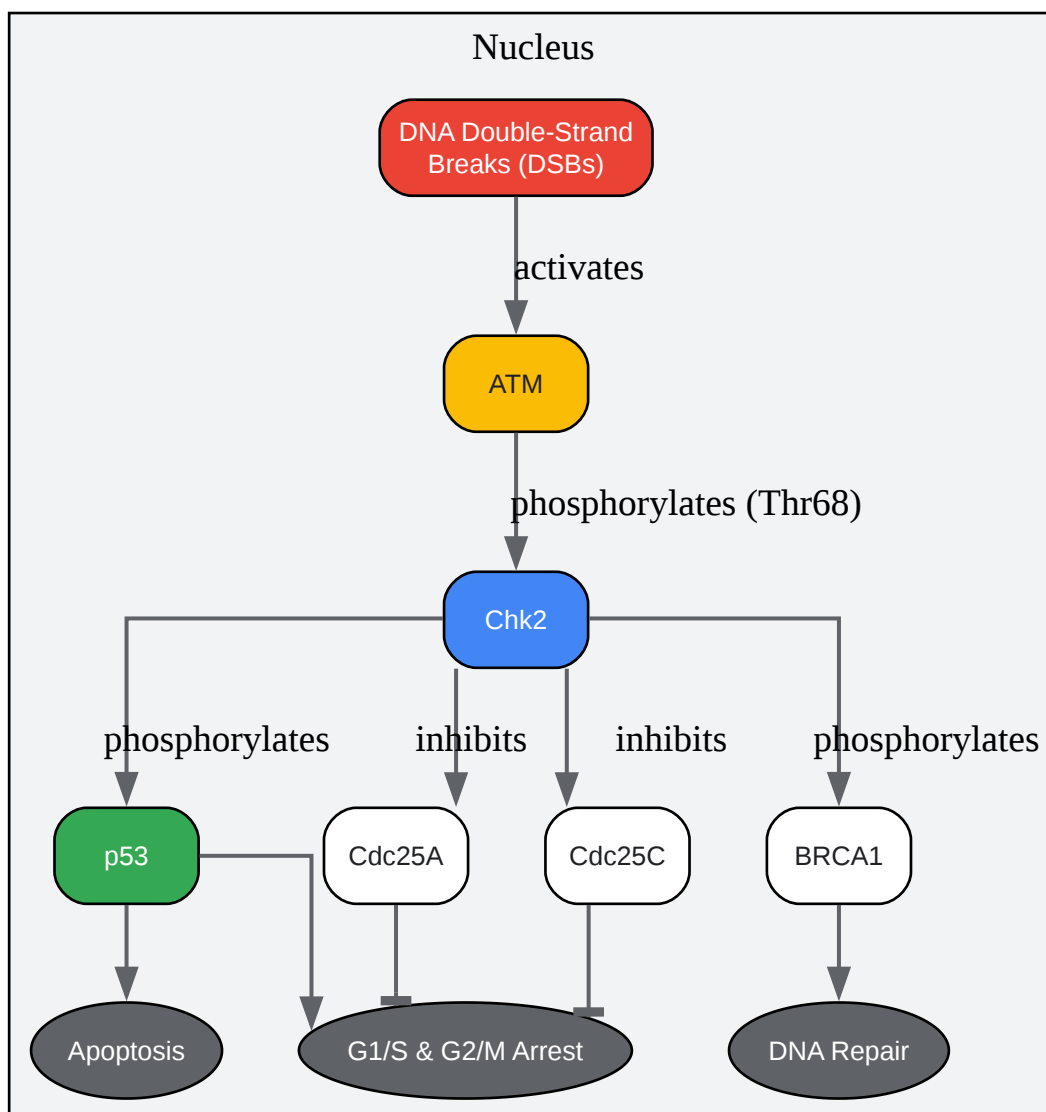 Nucleus
DNA Double-Strand
Breaks (DSBs)
activates
ATM
phosphorylates (Thr68)
Chk2
phosphorylates
inhibits
inhibits
phosphorylates
p53
Cdc25A
Cdc25C
BRCA1
Apoptosis
G1/S & G2/M Arrest
DNA Repair